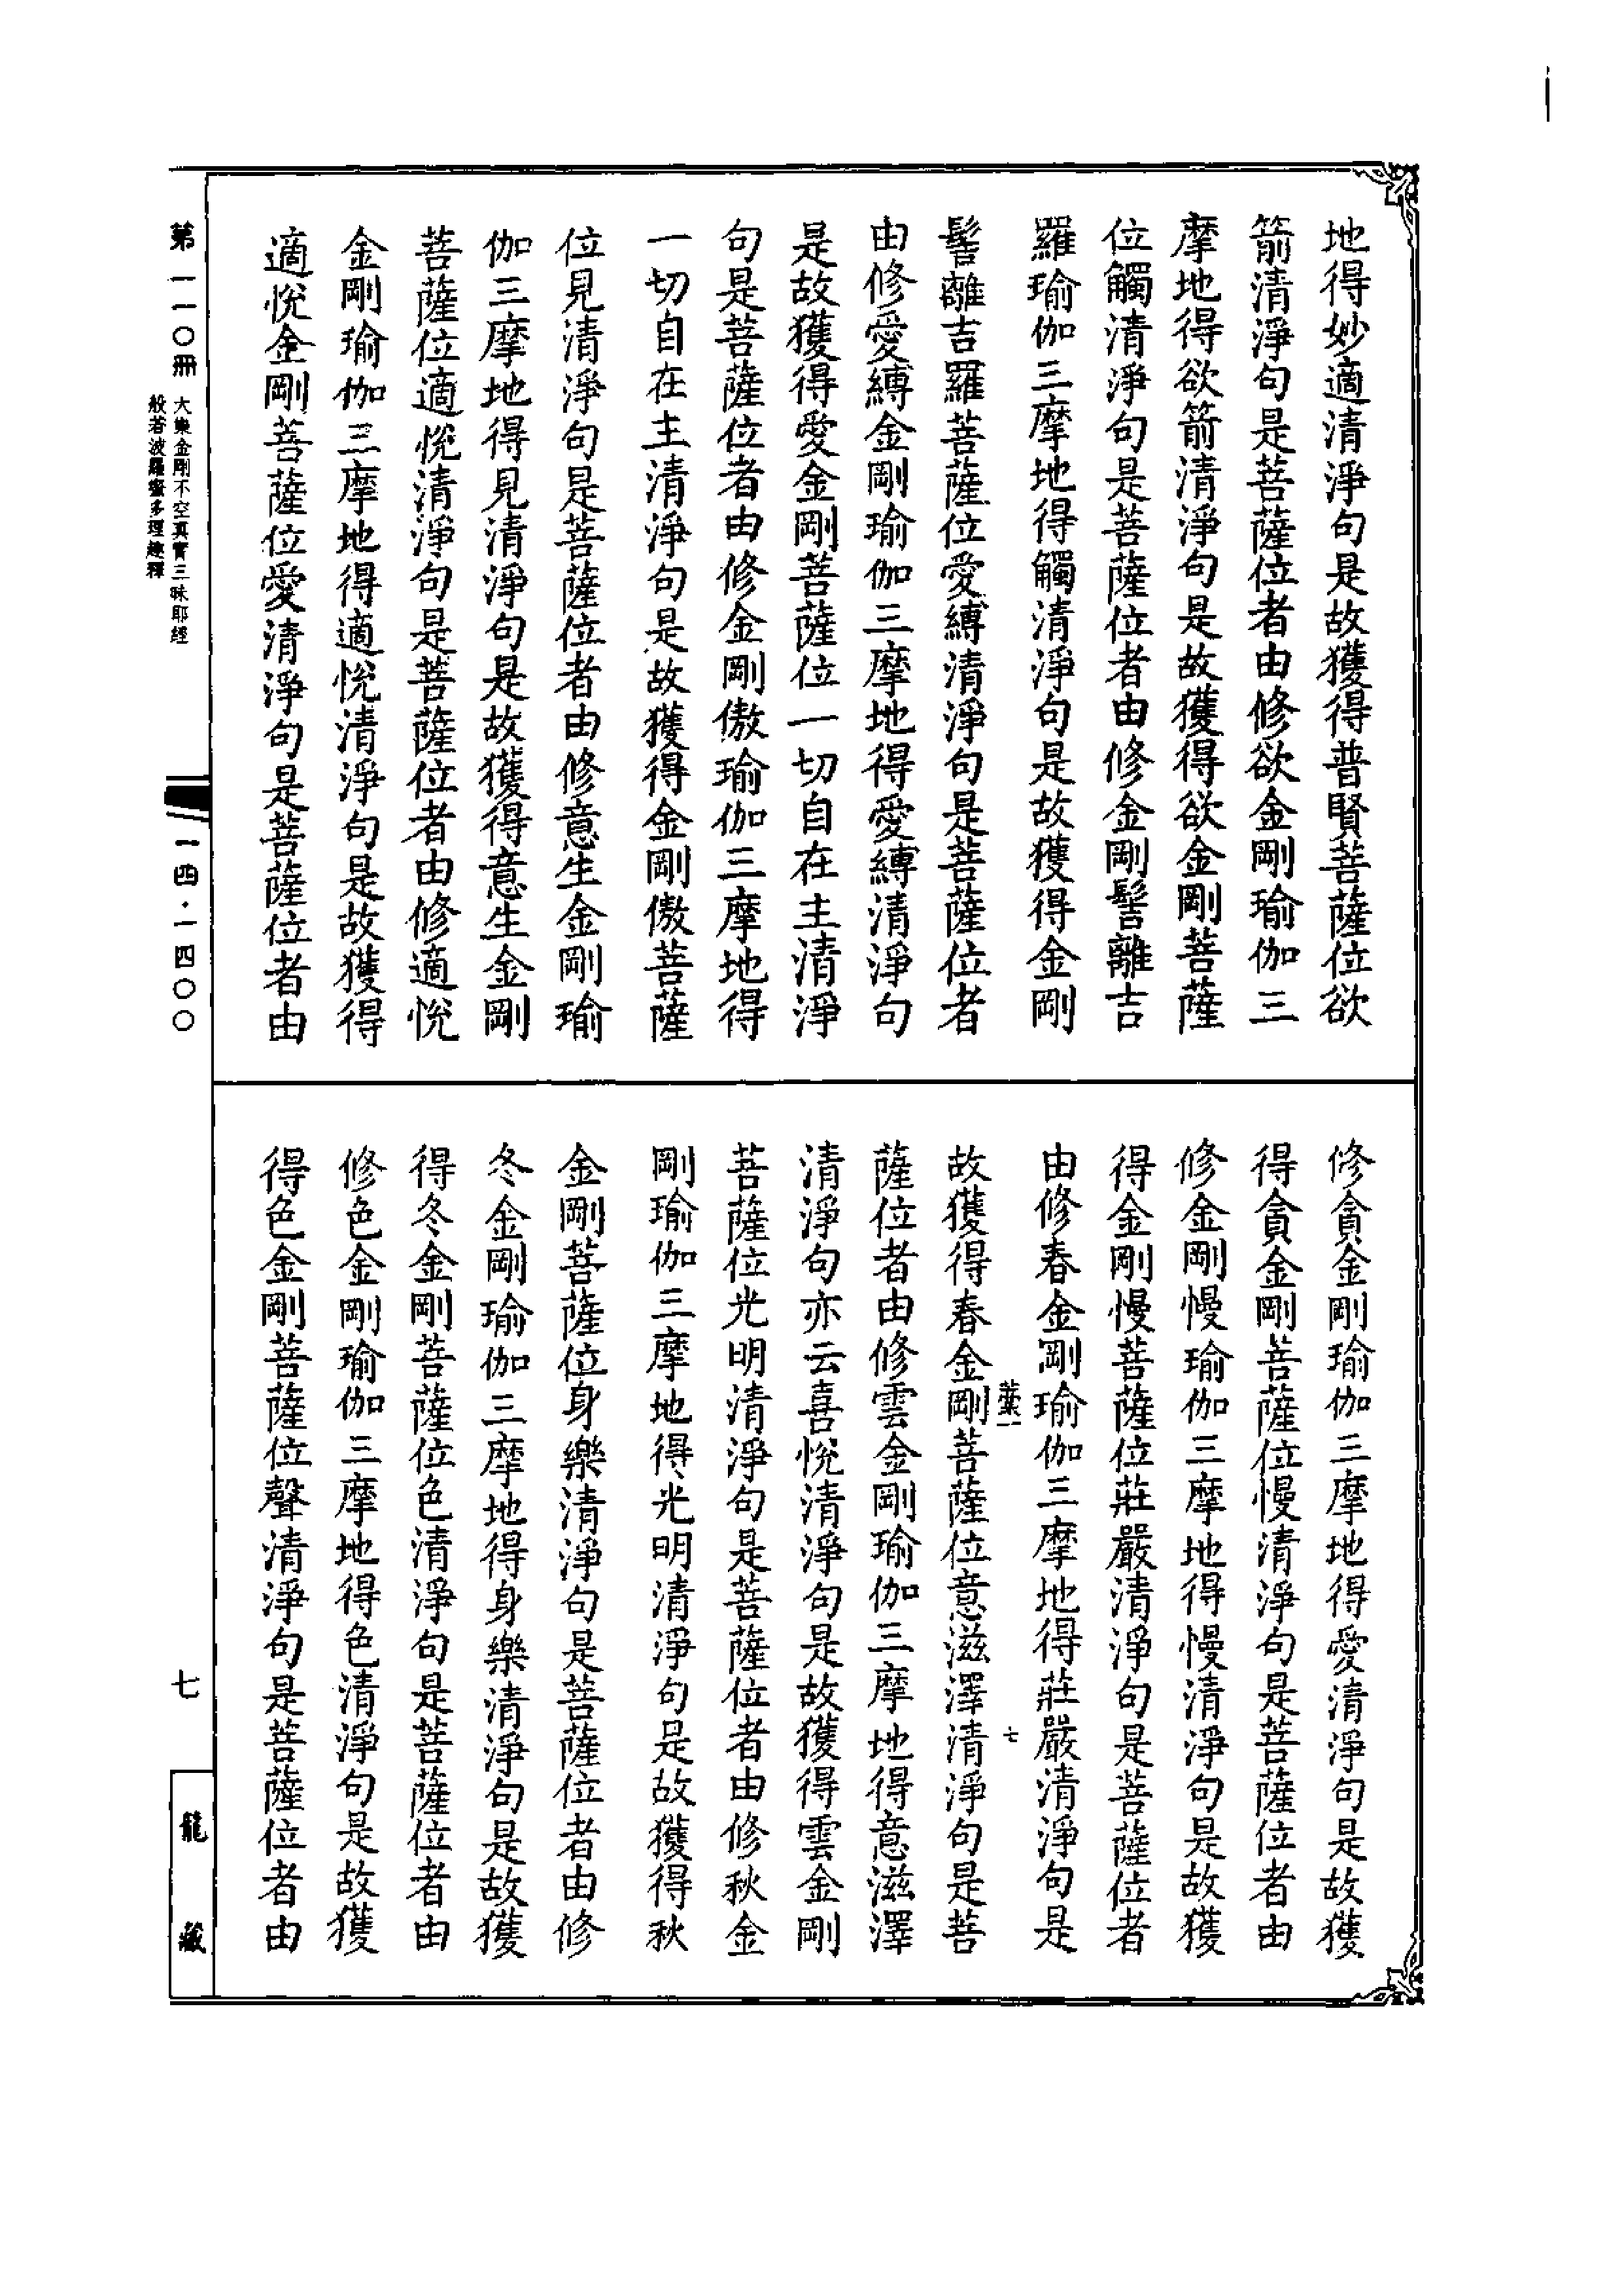 地得妙適清淨句是故獲得普賢菩薩位欲
箭清淨句是菩薩位者由修欲金剛瑜伽三
摩地得欲箭清淨句是故獲得欲金剛菩薩
位觸清淨句是菩薩位者由修金剛髻離吉
羅瑜伽三摩地得觸清淨句是故獲得金剛
髻離吉羅菩薩位愛縛清淨句是菩薩位者
由修愛縛金剛瑜伽三摩地得愛縛清淨句
是故獲得愛金剛菩薩位一切自在主清淨
句是菩薩位者由修金剛傲瑜伽三摩地得
一切自在主清淨句是故獲得金剛傲菩薩
位見清淨句是菩薩位者由修意生金剛瑜
伽三摩地得見清淨句是故獲得意生金剛
菩薩位適悅清淨句是菩薩位者由修適悅
金剛瑜伽三摩地得適悅清淨句是故獲得
適悅金剛菩薩位愛清淨句是菩薩位者由
修貪金剛瑜伽三摩地得愛清淨句是故獲
得貪金剛菩薩位慢清淨句是菩薩位者由
修金剛慢瑜伽三摩地得慢清淨句是故獲
得金剛慢菩薩位莊嚴清淨句是菩薩位者
由修春金剛瑜伽三摩地得莊嚴清淨句是
葉一 七
故獲得春金剛菩薩位意滋澤清淨句是菩
薩位者由修雲金剛瑜伽三摩地得意滋澤
清淨句亦云喜悅清淨句是故獲得雲金剛
菩薩位光明清淨句是菩薩位者由修秋金
剛瑜伽三摩地得光明清淨句是故獲得秋
金剛菩薩位身樂清淨句是菩薩位者由修
冬金剛瑜伽三摩地得身樂清淨句是故獲
得冬金剛菩薩位色清淨句是菩薩位者由
修色金剛瑜伽三摩地得色清淨句是故獲
得色金剛菩薩位聲清淨句是菩薩位者由
第一一〇冊
大樂金剛不空真實三昧耶經
般若波羅蜜多理趣釋
一四·一四〇〇
七
龍藏